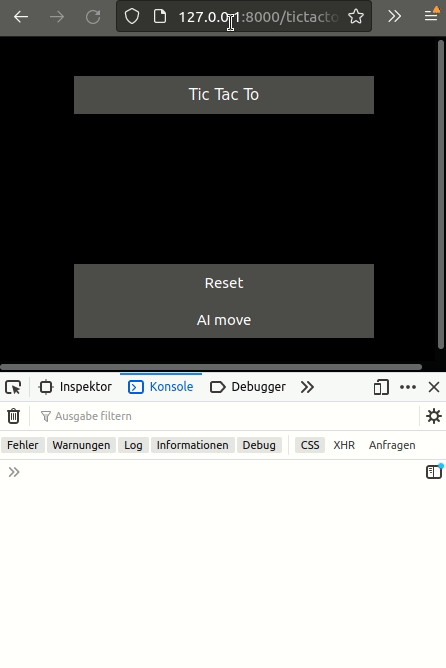 127.0.0.1:8000/tictacto
Tic Tac To
Reset
AI move
Inspektor Konsole Debugger
Ausgabe filtern
Fehler Warnungen Log Informationen Debug CSS XHR Anfragen